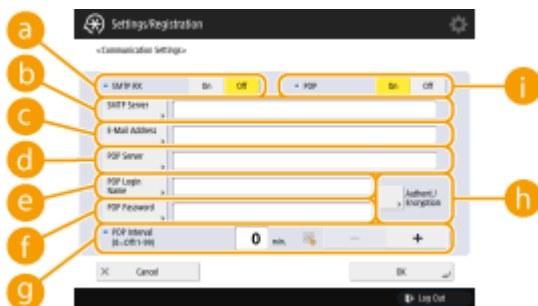 Settings/Registration
<Communication Settings>
a
b
c
d
e
f
g
h
i
SMTP RX On Off
POP On Off
SMTP Server
E-Mail Address
POP Server
POP Login
Name
POP Password
Authent./
Encryption
POP Interval
(0=Off/1-99)
0 min. - +
× Cancel OK
Log Out